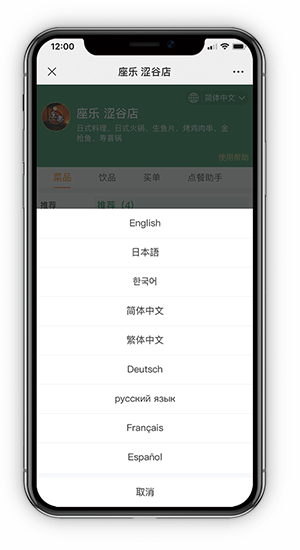 12:00
座乐 涩谷店
简体中文
座乐 涩谷店
日式料理、日式火锅、生鱼片、烤鸡肉串、金
枪鱼、寿喜锅
使用帮助
菜品 饮品 买单 点餐助手
推荐 推荐 (4)
English
日本語
한국어
简体中文
繁体中文
Deutsch
русский язык
Français
Español
取消